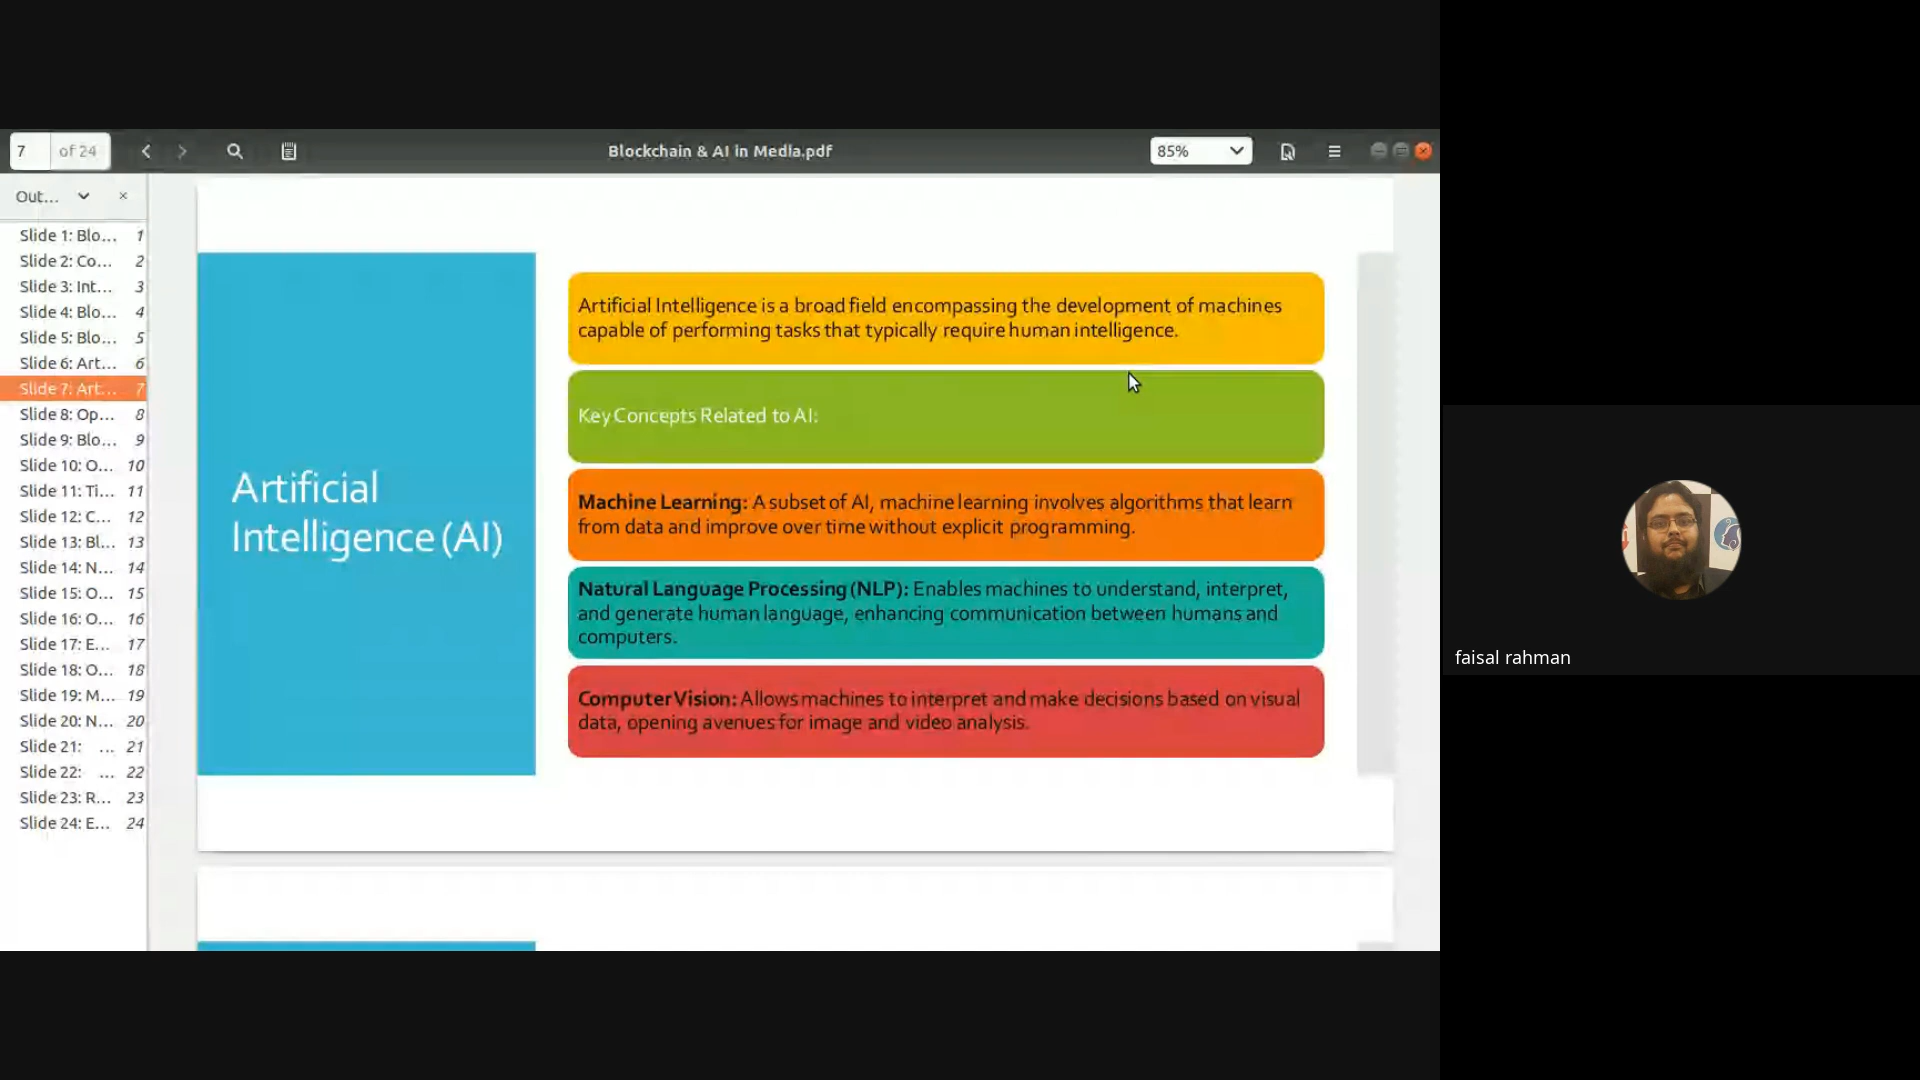 7 of 24
Blockchain & AI in Media.pdf
85%
Out...
Slide 1: Blo... 1
Slide 2: Co... 2
Slide 3: Int... 3
Slide 4: Blo... 4
Slide 5: Blo... 5
Slide 6: Art... 6
Slide 7: Art... 7
Slide 8: Op... 8
Slide 9: Blo... 9
Slide 10: O... 10
Slide 11: Ti... 11
Slide 12: C... 12
Slide 13: Bl... 13
Slide 14: N... 14
Slide 15: O... 15
Slide 16: O... 16
Slide 17: E... 17
Slide 18: O... 18
Slide 19: M... 19
Slide 20: N... 20
Slide 21: ... 21
Slide 22: ... 22
Slide 23: R... 23
Slide 24: E... 24
Artificial
Intelligence (AI)
Artificial Intelligence is a broad field encompassing the development of machines
capable of performing tasks that typically require human intelligence.
Key Concepts Related to AI:
Machine Learning: A subset of AI, machine learning involves algorithms that learn
from data and improve over time without explicit programming.
Natural Language Processing (NLP): Enables machines to understand, interpret,
and generate human language, enhancing communication between humans and
computers.
Computer Vision: Allows machines to interpret and make decisions based on visual
data, opening avenues for image and video analysis.
faisal rahman